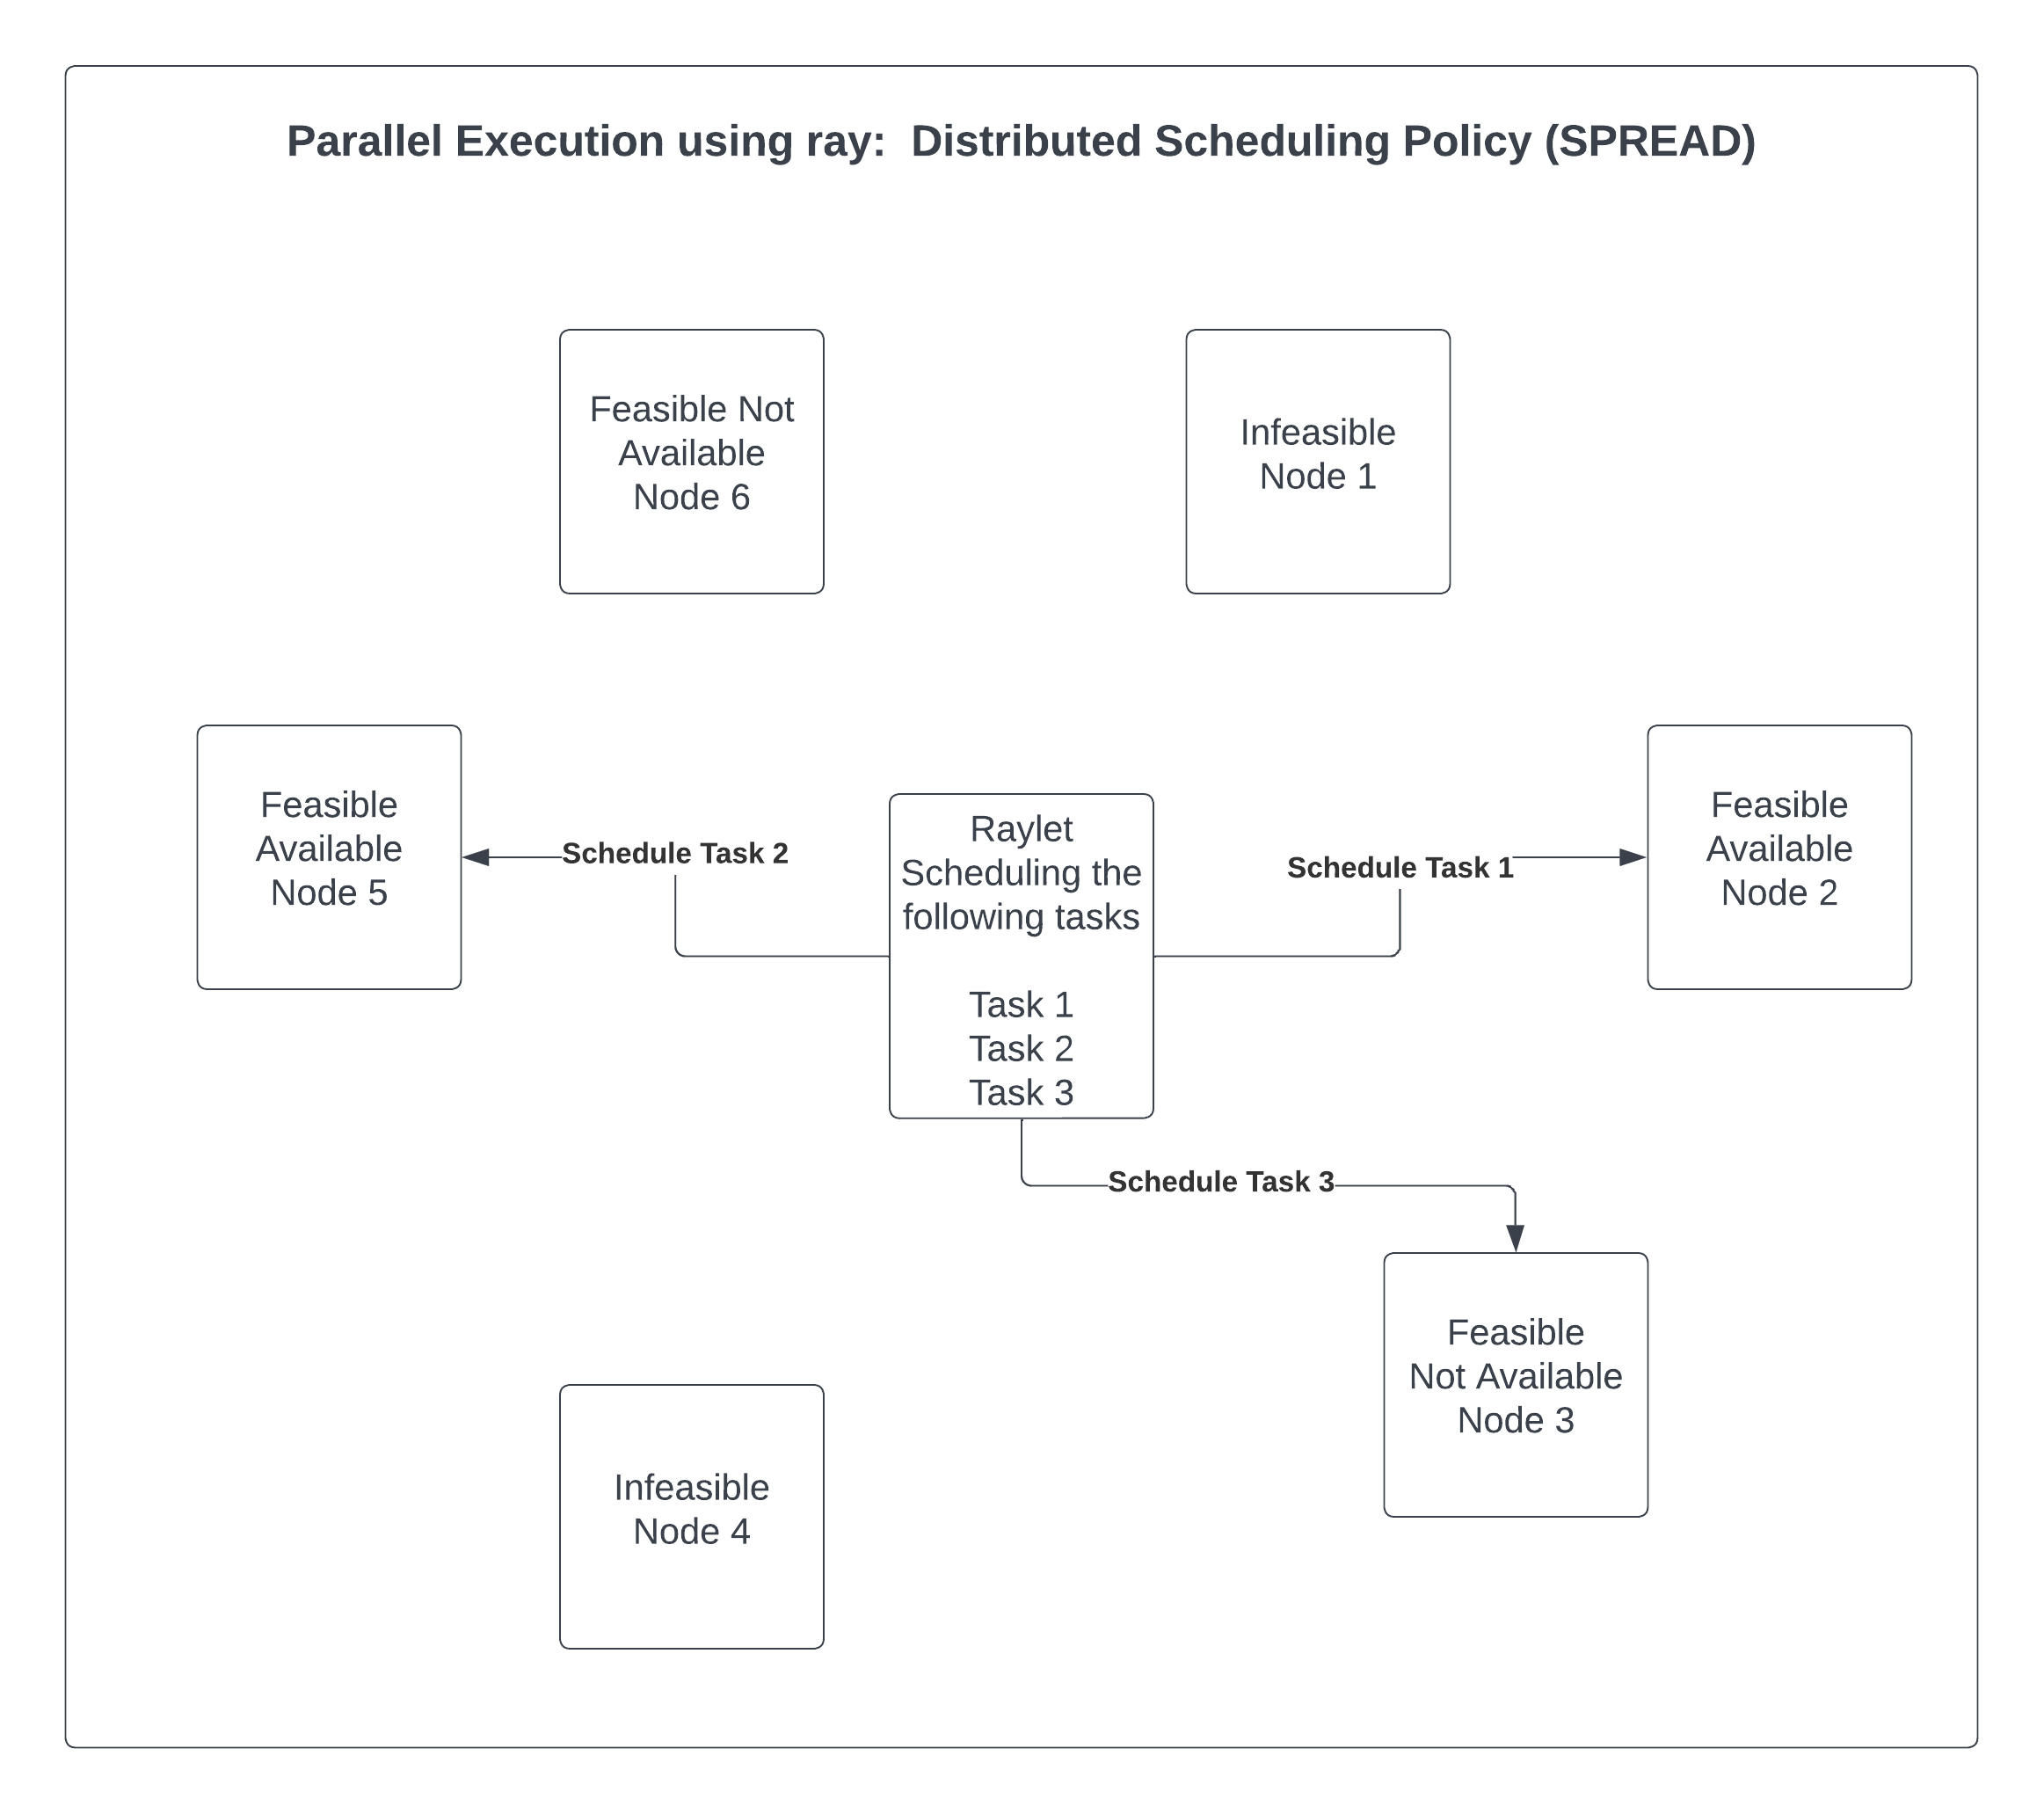 Parallel Execution using ray:  Distributed Scheduling Policy (SPREAD)
Feasible Not
Available
Node 6
Infeasible
Node 1
Feasible
Available
Node 5
Schedule Task 2
Raylet
Scheduling the
following tasks
Task 1
Task 2
Task 3
Schedule Task 1
Feasible
Available
Node 2
Schedule Task 3
Feasible
Not Available
Node 3
Infeasible
Node 4